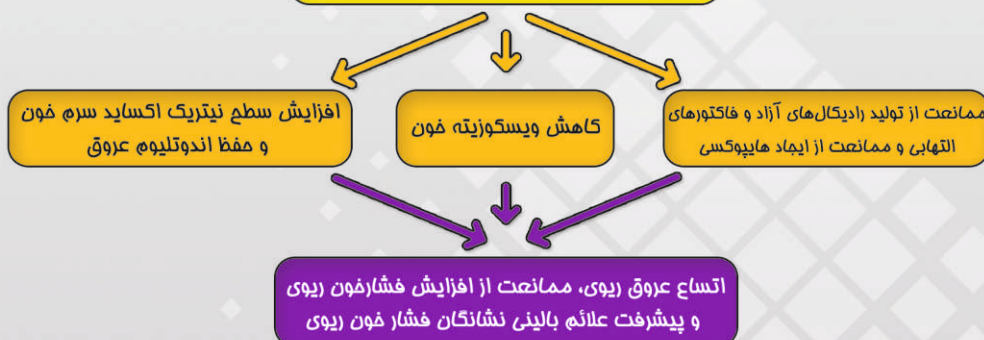 افزایش سطح نیتریک اکساید سرم خون
و حفظ اندوتلیوم عروق
کاهش ویسکوزیته خون
ممانعت از تولید رادیکال‌های آزاد و فاکتورهای
التهابی و ممانعت از ایجاد هایپوکسی
اتساع عروق ریوی، ممانعت از افزایش فشارخون ریوی
و پیشرفت علائم بالینی نشانگان فشار خون ریوی